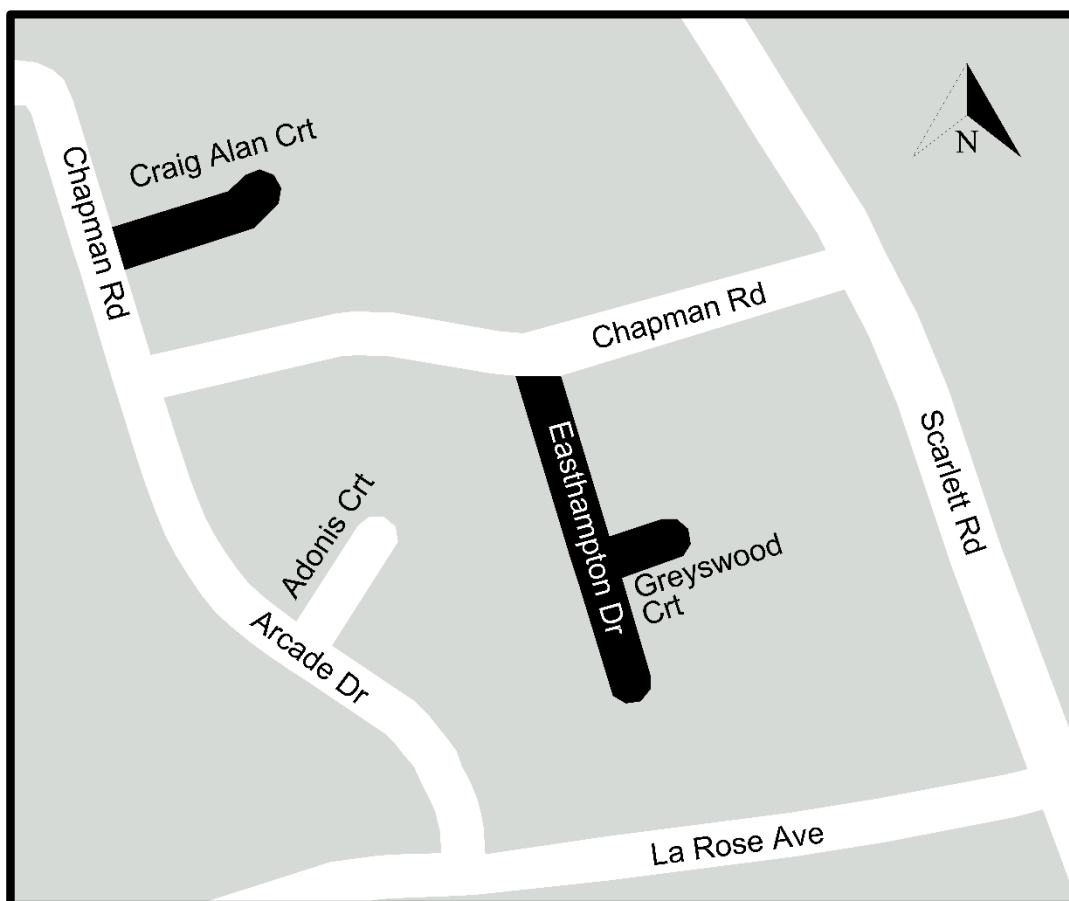 N
Craig Alan Crt
Chapman Rd
Chapman Rd
Scarlett Rd
Easthampton Dr
Adonis Crt
Greyswood
Crt
Arcade Dr
La Rose Ave